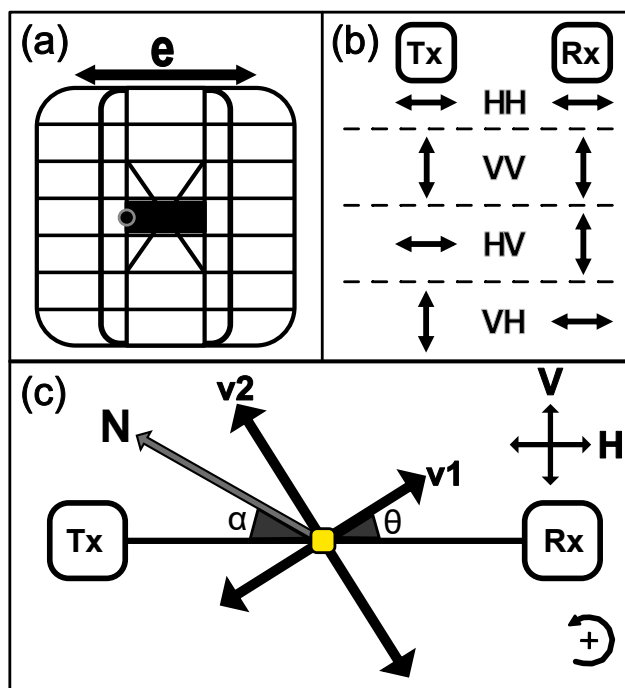 (a)
e
(b)
Tx Rx
HH
VV
HV
VH
(c)
v2
V
N
H
v1
α θ
Tx Rx
+